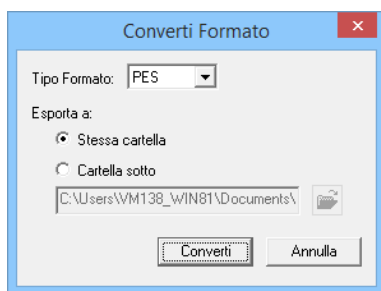 Converti Formato
Tipo Formato: PES
Esporta a:
Stessa cartella
Cartella sotto
C:\Users\VM138_WIN81\Documents\
Converti Annulla